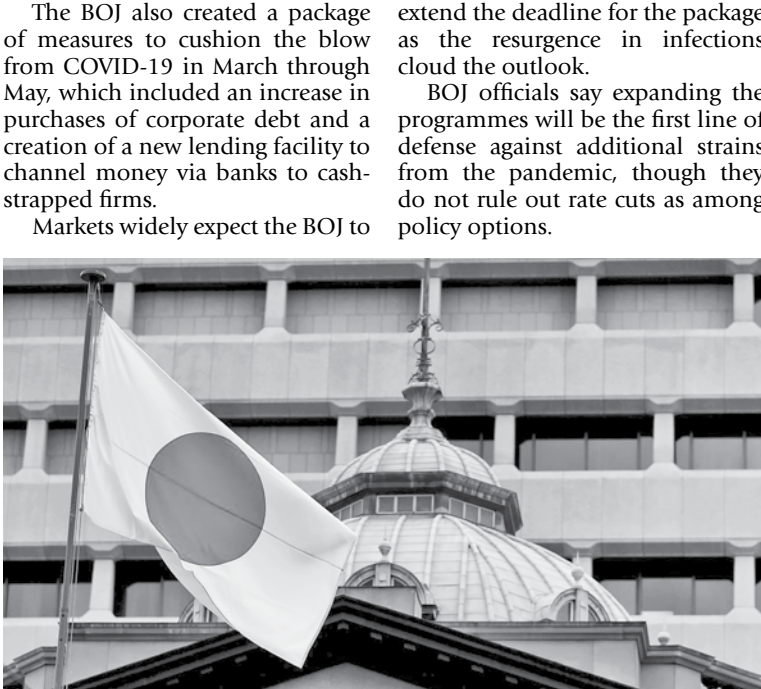 The BOJ also created a package
of measures to cushion the blow
from COVID-19 in March through
May, which included an increase in
purchases of corporate debt and a
creation of a new lending facility to
channel money via banks to cash-
strapped firms.
Markets widely expect the BOJ to
extend the deadline for the package
as the resurgence in infections
cloud the outlook.
BOJ officials say expanding the
programmes will be the first line of
defense against additional strains
from the pandemic, though they
do not rule out rate cuts as among
policy options.